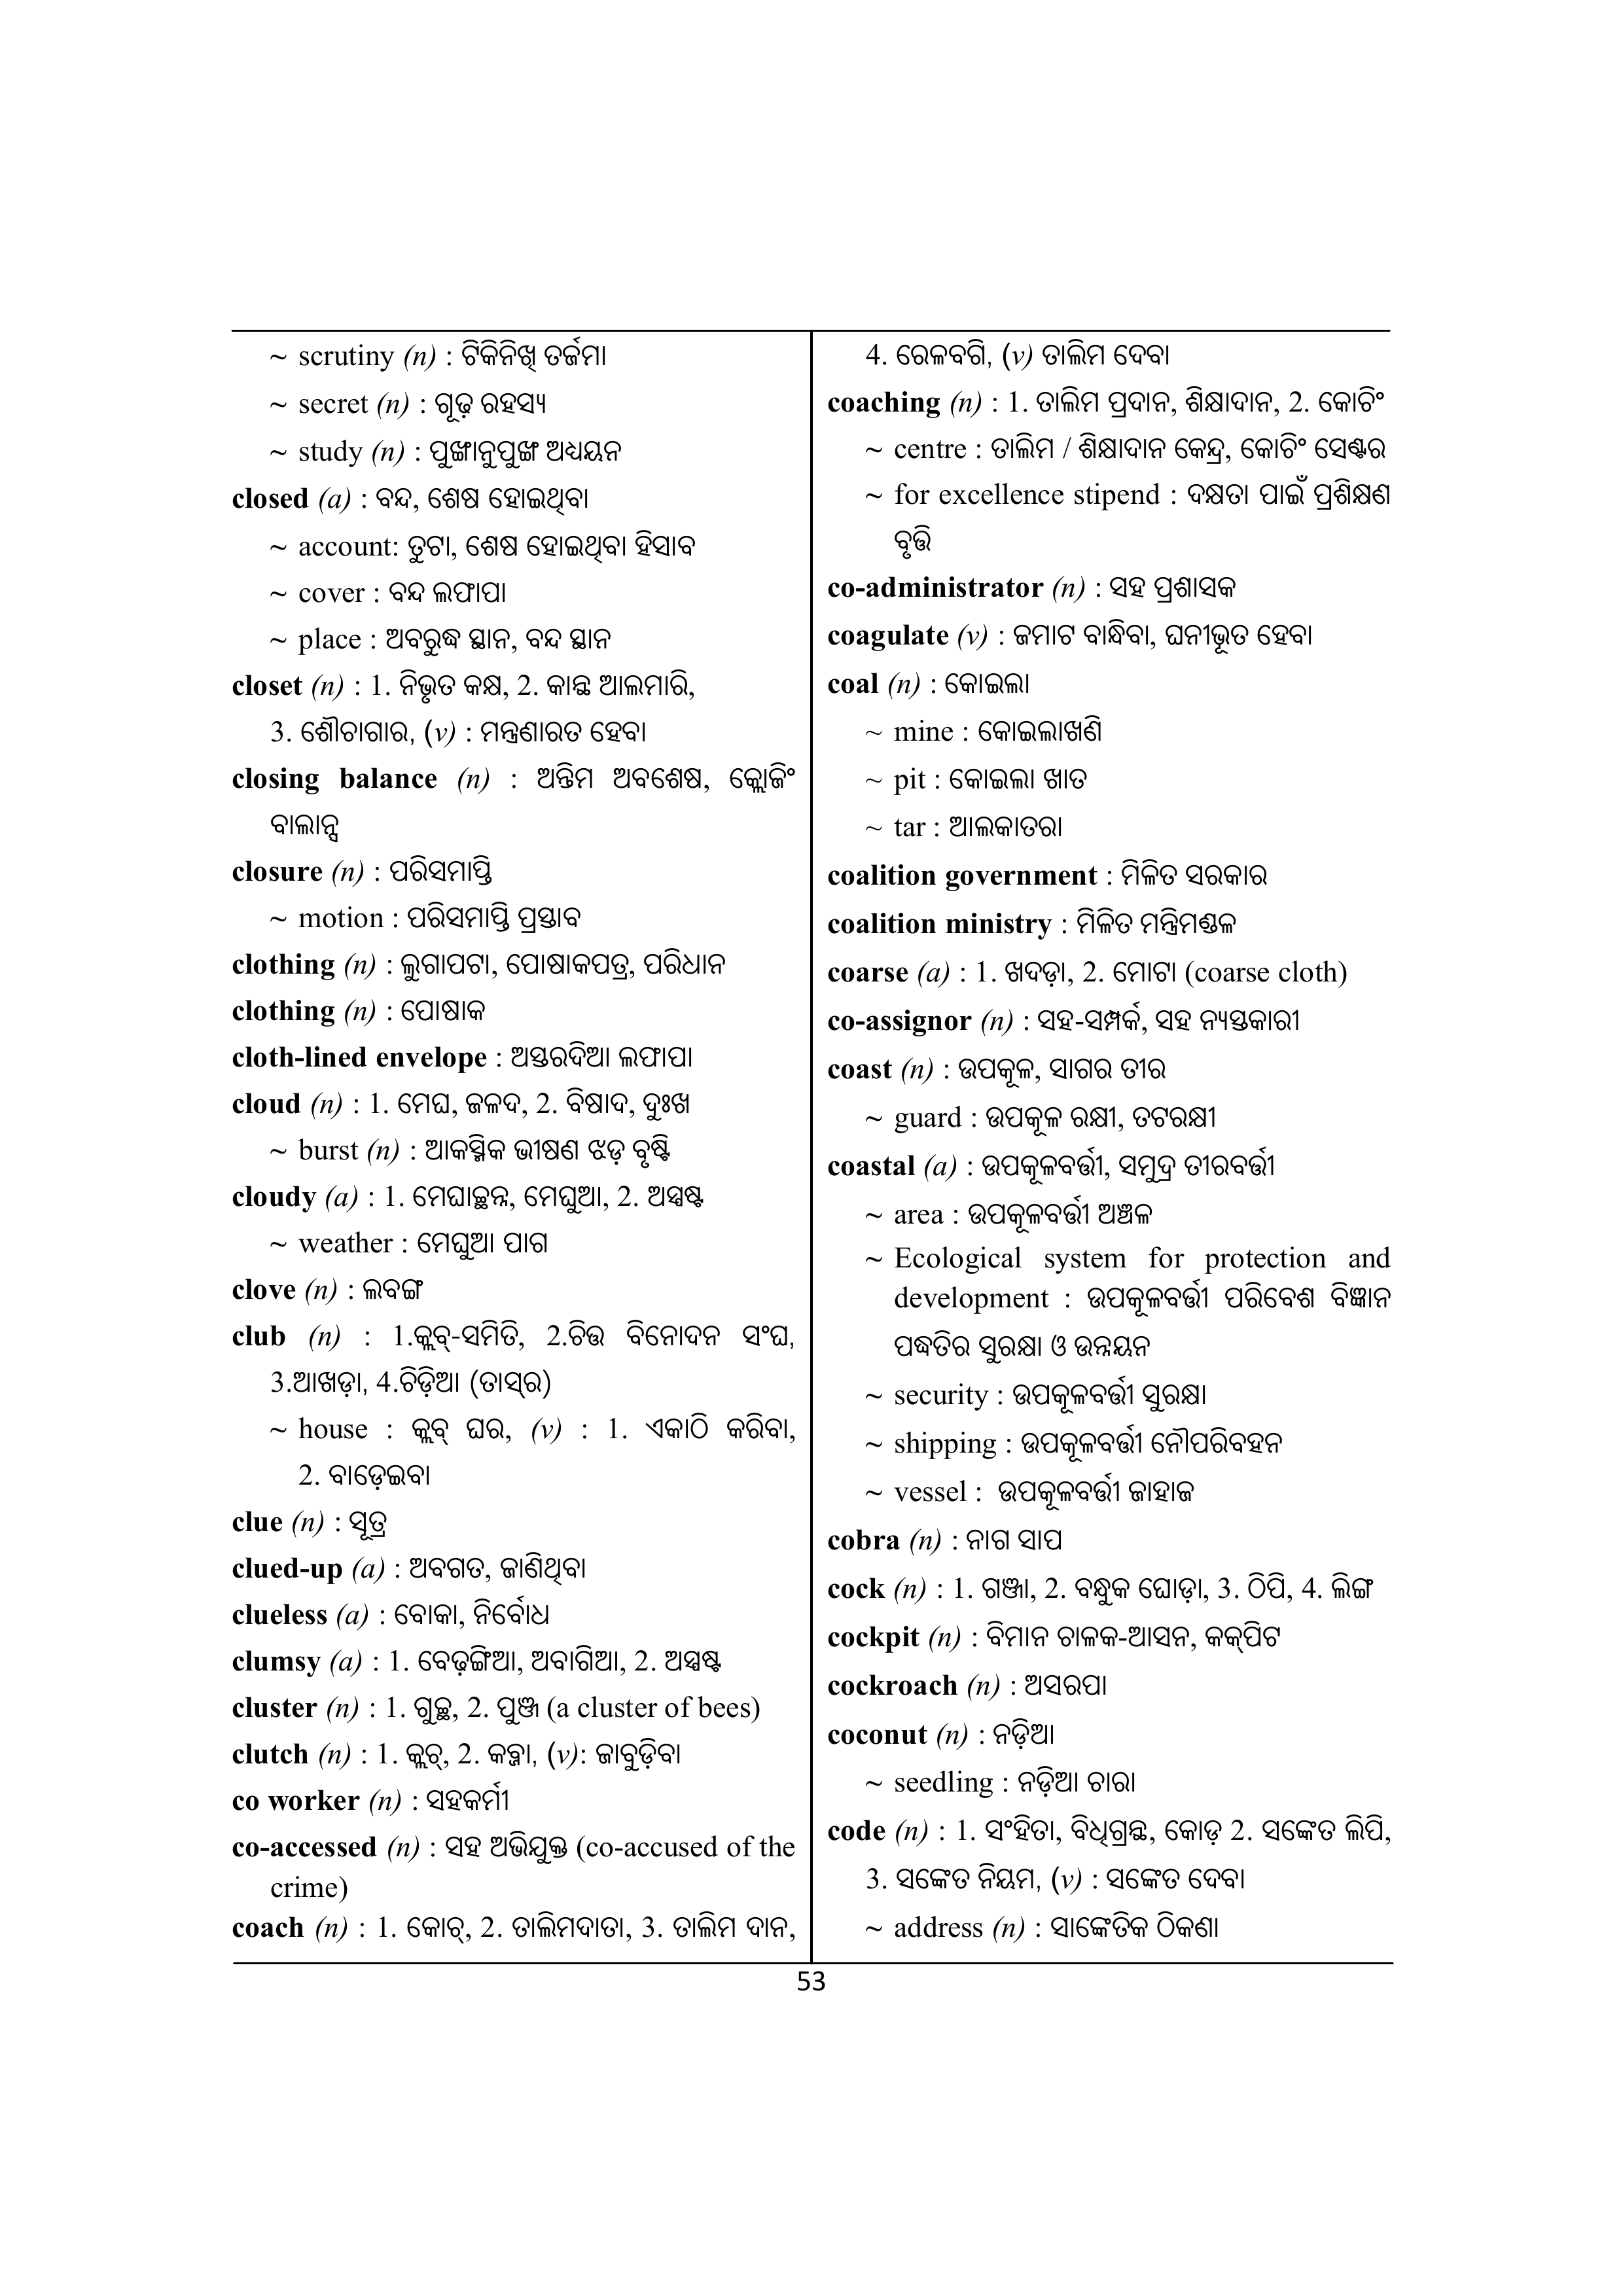 ~ scrutiny (n) : ଟିକିନିଖି ତର୍ଜମା
~ secret (n) : ଗୂଢ଼ ରହସ୍ୟ
~ study (n) : ପୁଙ୍ଖାନୁପୁଙ୍ଖ ଅଧ୍ୟୟନ
closed (a) : ବନ୍ଦ, ଶେଷ ହୋଇଥିବା
~ account: ତୁଟା, ଶେଷ ହୋଇଥିବା ହିସାବ
~ cover : ବନ୍ଦ ଲଫାପା
~ place : ଅବରୁଦ୍ଧ ସ୍ଥାନ, ବନ୍ଦ ସ୍ଥାନ
closet (n) : 1. ନିଭୃତ କକ୍ଷ, 2. କାନ୍ଥ ଆଲମାରି,
3. ଶୌଚାଗାର, (v) : ମନ୍ତ୍ରଣାରତ ହେବା
closing balance (n) : ଅନ୍ତିମ ଅବଶେଷ, କ୍ଲୋଜିଂ
ବାଲାନ୍ସ
closure (n) : ପରିସମାପ୍ତି
~ motion : ପରିସମାପ୍ତି ପ୍ରସ୍ତାବ
clothing (n) : ଲୁଗାପଟା, ପୋଷାକପତ୍ର, ପରିଧାନ
clothing (n) : ପୋଷାକ
cloth-lined envelope : ଅସ୍ତରଦିଆ ଲଫାପା
cloud (n) : 1. ମେଘ, ଜଳଦ, 2. ବିଷାଦ, ଦୁଃଖ
~ burst (n) : ଆକସ୍ମିକ ଭୀଷଣ ଝଡ଼ ବୃଷ୍ଟି
cloudy (a) : 1. ମେଘାଚ୍ଛନ୍ନ, ମେଘୁଆ, 2. ଅସ୍ପଷ୍ଟ
~ weather : ମେଘୁଆ ପାଗ
clove (n) : ଲବଙ୍ଗ
club (n) : 1.କ୍ଲବ୍-ସମିତି, 2.ଚିଉ ବିନୋଦନ ସଂଘ,
3.ଆଖଡ଼ା, 4.ଚିଡ଼ିଆ (ତାସ୍‌ର)
~ house : କ୍ଲବ୍ ଘର, (v) : 1. ଏକାଠି କରିବା,
2. ବାଡ଼େଇବା
clue (n) : ସୂତ୍ର
clued-up (a) : ଅବଗତ, ଜାଣିଥିବା
clueless (a) : ବୋକା, ନିର୍ବୋଧ
clumsy (a) : 1. ବେଢ଼ଙ୍ଗିଆ, ଅବାଗିଆ, 2. ଅସ୍ପଷ୍ଟ
cluster (n) : 1. ଗୁଚ୍ଛ, 2. ପୁଞ୍ଜ (a cluster of bees)
clutch (n) : 1. କ୍ଲଚ୍, 2. କବ୍ଜା, (v): ଜାବୁଡ଼ିବା
co worker (n) : ସହକର୍ମୀ
co-accessed (n) : ସହ ଅଭିଯୁକ୍ତ (co-accused of the
crime)
coach (n) : 1. କୋଚ୍, 2. ତାଲିମଦାତା, 3. ତାଲିମ ଦାନ,
4. ରେଳବଗି, (v) ତାଲିମ ଦେବା
coaching (n) : 1. ତାଲିମ ପ୍ରଦାନ, ଶିକ୍ଷାଦାନ, 2. କୋଚିଂ
~ centre : ତାଲିମ / ଶିକ୍ଷାଦାନ କେନ୍ଦ୍ର, କୋଚିଂ ସେଣ୍ଟର
~ for excellence stipend : ଦକ୍ଷତା ପାଇଁ ପ୍ରଶିକ୍ଷଣ
ବୃତ୍ତି
co-administrator (n) : ସହ ପ୍ରଶାସକ
coagulate (v) : ଜମାଟ ବାନ୍ଧିବା, ଘନୀଭୂତ ହେବା
coal (n) : କୋଇଲା
~ mine : କୋଇଲାଖଣି
~ pit : କୋଇଲା ଖାତ
~ tar : ଆଲକାତରା
coalition government : ମିଳିତ ସରକାର
coalition ministry : ମିଳିତ ମନ୍ତ୍ରିମଣ୍ଡଳ
coarse (a) : 1. ଖଦଡ଼ା, 2. ମୋଟା (coarse cloth)
co-assignor (n) : ସହ-ସମ୍ପର୍କ, ସହ ନ୍ୟସ୍ତକାରୀ
coast (n) : ଉପକୂଳ, ସାଗର ତୀର
~ guard : ଉପକୂଳ ରକ୍ଷୀ, ତଟରକ୍ଷୀ
coastal (a) : ଉପକୂଳବର୍ତ୍ତୀ, ସମୁଦ୍ର ତୀରବର୍ତ୍ତୀ
~ area : ଉପକୂଳବର୍ତ୍ତୀ ଅଞ୍ଚଳ
~ Ecological system for protection and
development : ଉପକୂଳବର୍ତ୍ତୀ ପରିବେଶ ବିଜ୍ଞାନ
ପଦ୍ଧତିର ସୁରକ୍ଷା ଓ ଉନ୍ନୟନ
~ security : ଉପକୂଳବର୍ତ୍ତୀ ସୁରକ୍ଷା
~ shipping : ଉପକୂଳବର୍ତ୍ତୀ ନୌପରିବହନ
~ vessel : ଉପକୂଳବର୍ତ୍ତୀ ଜାହାଜ
cobra (n) : ନାଗ ସାପ
cock (n) : 1. ଗଞ୍ଜା, 2. ବନ୍ଧୁକ ଘୋଡ଼ା, 3. ଠିପି, 4. ଲିଙ୍ଗ
cockpit (n) : ବିମାନ ଚାଳକ-ଆସନ, କକ୍‌ପିଟ
cockroach (n) : ଅସରପା
coconut (n) : ନଡ଼ିଆ
~ seedling : ନଡ଼ିଆ ଚାରା
code (n) : 1. ସଂହିତା, ବିଧିଗ୍ରନ୍ଥ, କୋଡ଼ 2. ସଙ୍କେତ ଲିପି,
3. ସଙ୍କେତ ନିୟମ, (v) : ସଙ୍କେତ ଦେବା
~ address (n) : ସାଙ୍କେତିକ ଠିକଣା
53